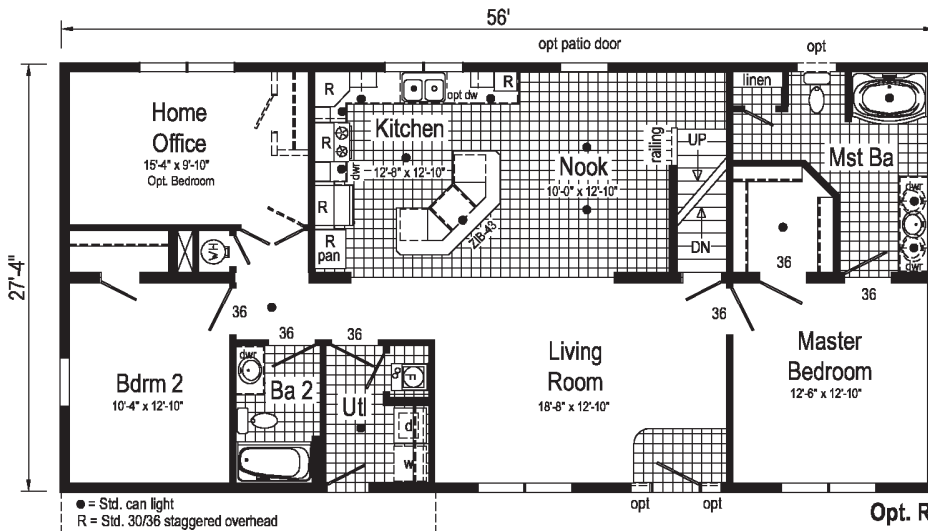 56'
opt patio door
opt
27'-4"
Home
Office
15'-4" x 9'-10"
Opt. Bedroom
R
opt dw
R
Kitchen
12'-8" x 12'-10"
R
dwr
R
R
pan
ZIB-43
Nook
10'-0" x 12'-10"
railing
UP
DN
linen
Mst Ba
dwr
dwr
36
36
WH
36
36
36
36
Bdrm 2
10'-4" x 12'-10"
dwr
Ba 2
Utl
F
d
w
Living
Room
18'-8" x 12'-10"
Master
Bedroom
12'-6" x 12'-10"
opt
opt
● = Std. can light
R = Std. 30/36 staggered overhead
Opt. R